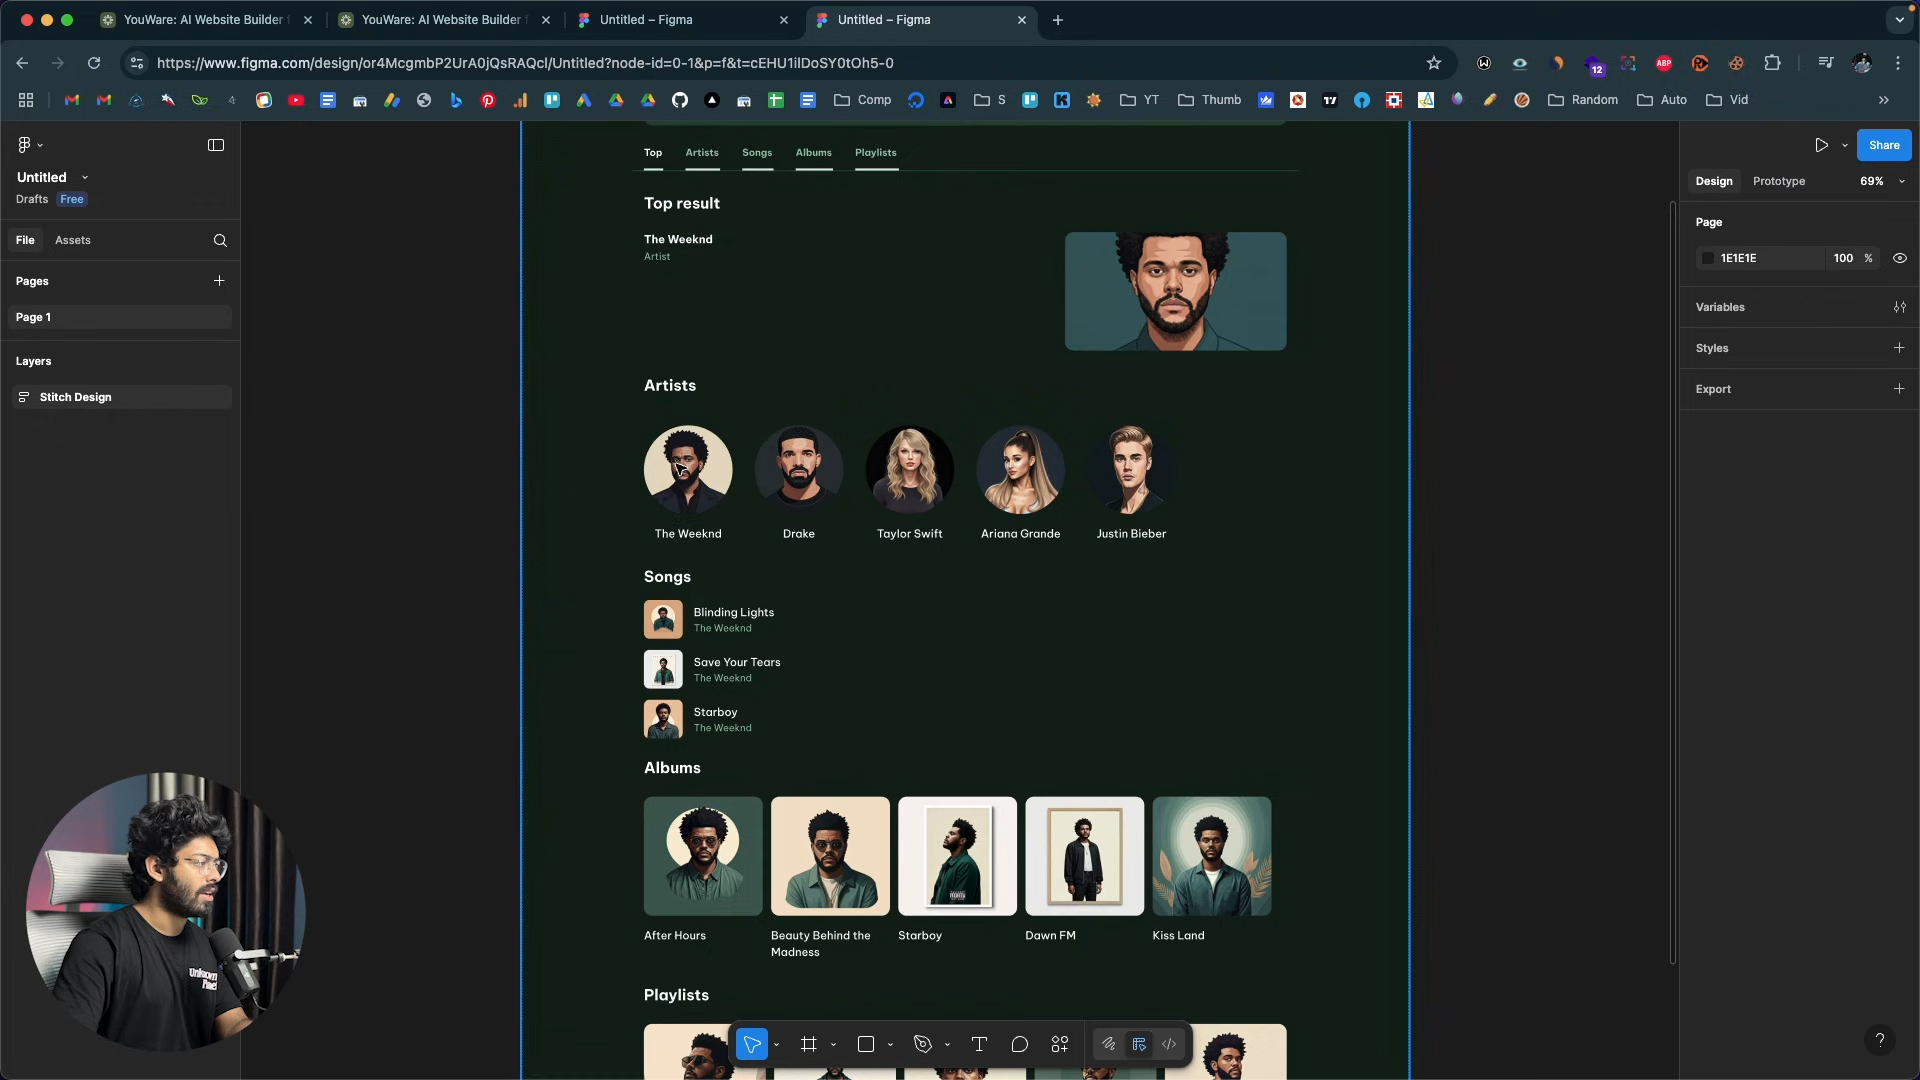 YouWare: AI Website Builder
YouWare: AI Website Builder
Untitled – Figma
Untitled – Figma
https://www.figma.com/design/or4McgmbP2UrA0jQsRAQcl/Untitled?node-id=0-1&p=f&t=cEHU1ilDoSY0tOh5-0
12
ABP
Comp
S
YT
Thumb
Random
Auto
Vid
Untitled
Drafts
Free
File
Assets
Pages
Page 1
Layers
Stitch Design
Top
Artists
Songs
Albums
Playlists
Top result
The Weeknd
Artist
Artists
The Weeknd
Drake
Taylor Swift
Ariana Grande
Justin Bieber
Songs
Blinding Lights
The Weeknd
Save Your Tears
The Weeknd
Starboy
The Weeknd
Albums
After Hours
Beauty Behind the
Madness
Starboy
Dawn FM
Kiss Land
Playlists
Share
Design
Prototype
69%
Page
1E1E1E
100
%
Variables
Styles
Export
?